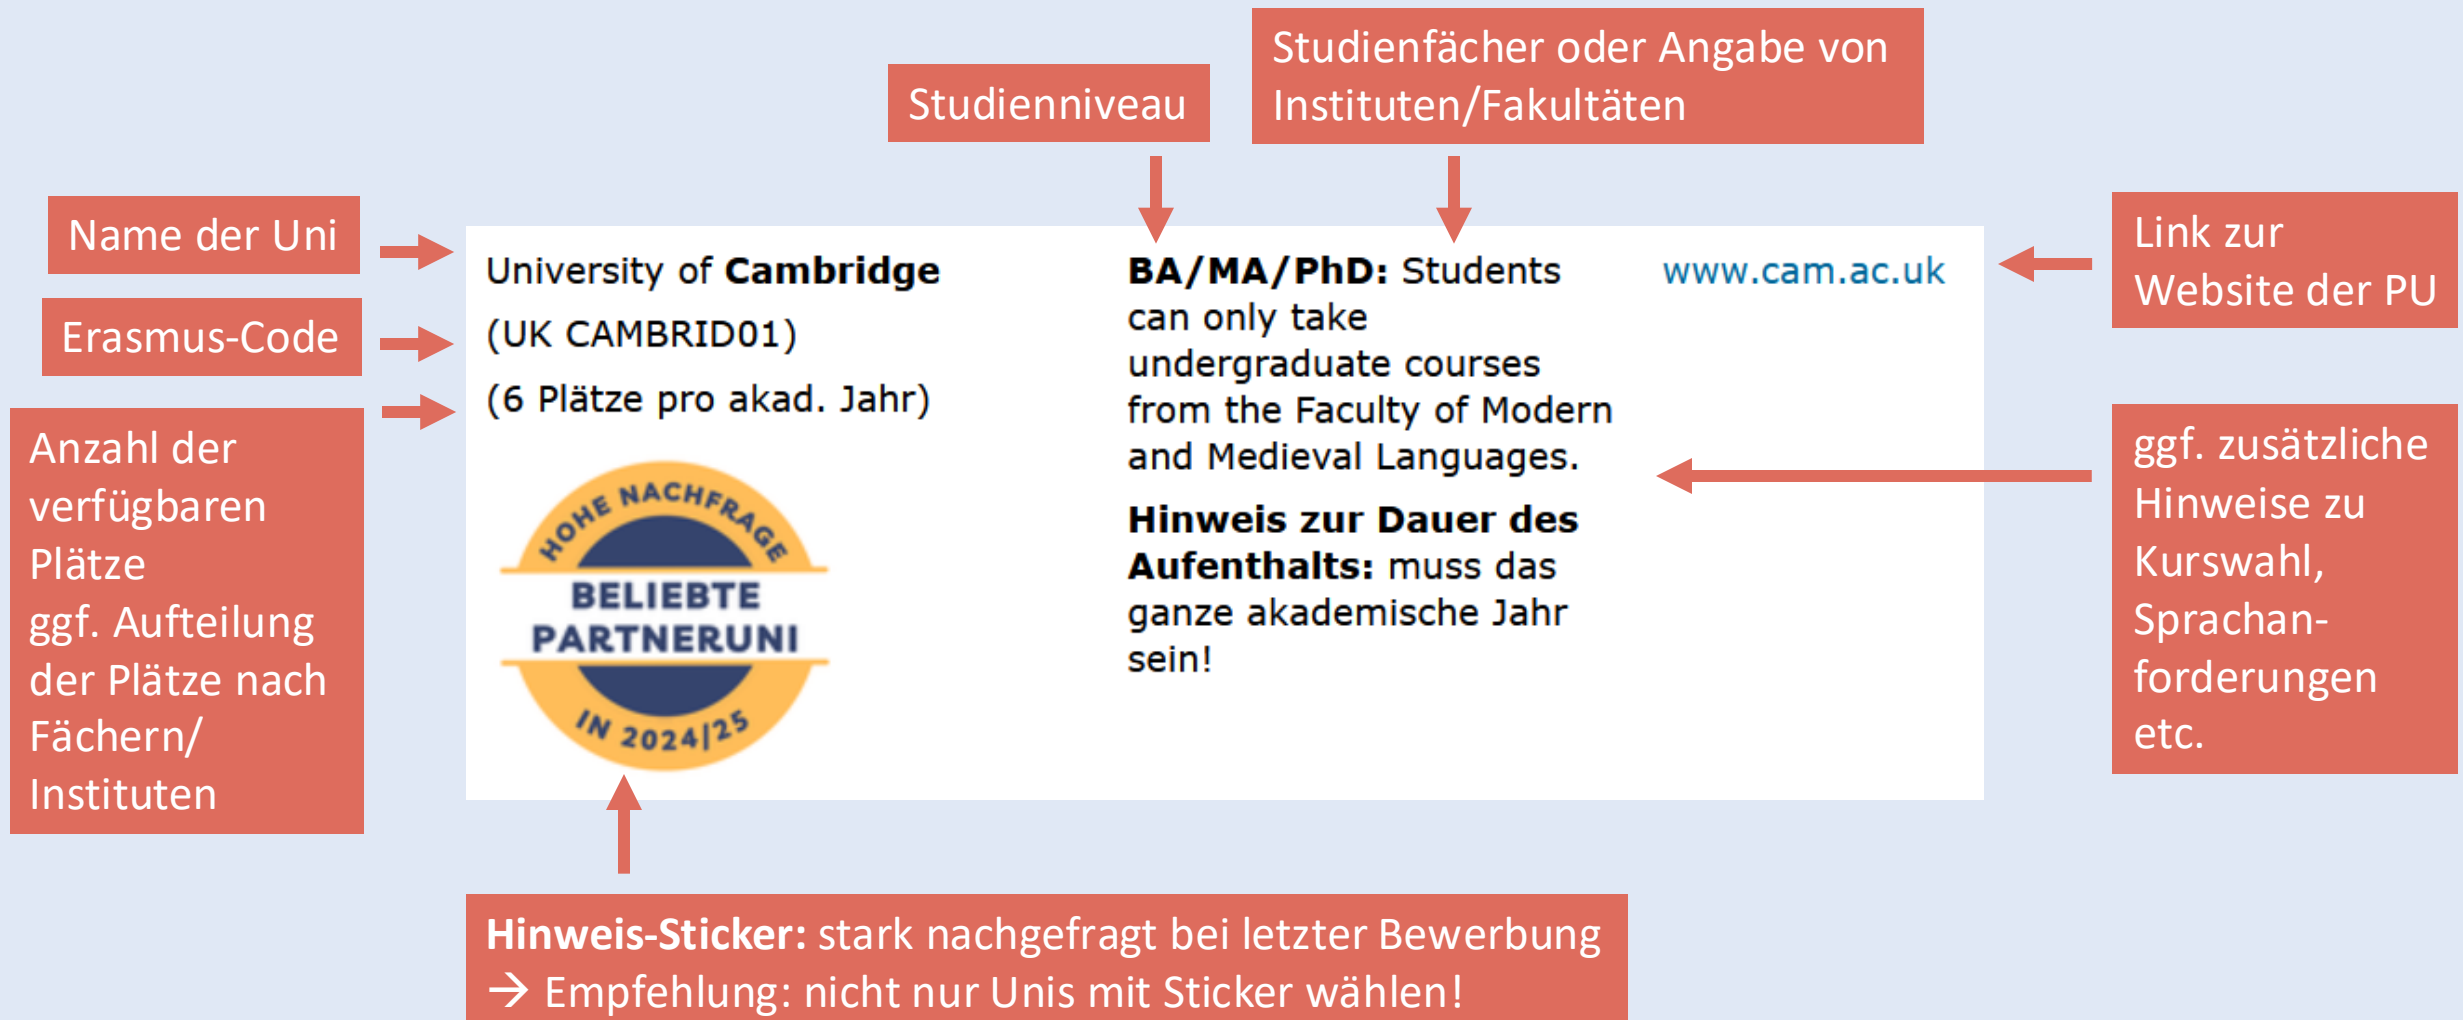 Studienfächer oder Angabe von
Instituten/Fakultäten
Studienniveau
Name der Uni
Erasmus-Code
Anzahl der
verfügbaren
Plätze
ggf. Aufteilung
der Plätze nach
Fächern/
Instituten
University of Cambridge
(UK CAMBRID01)
(6 Plätze pro akad. Jahr)
HOHE NACHFRAGE
BELIEBTE
PARTNERUNI
IN 2024/25
BA/MA/PhD: Students
can only take
undergraduate courses
from the Faculty of Modern
and Medieval Languages.
Hinweis zur Dauer des
Aufenthalts: muss das
ganze akademische Jahr
sein!
www.cam.ac.uk
Link zur
Website der PU
ggf. zusätzliche
Hinweise zu
Kurswahl,
Sprachan-
forderungen
etc.
Hinweis-Sticker: stark nachgefragt bei letzter Bewerbung
→ Empfehlung: nicht nur Unis mit Sticker wählen!